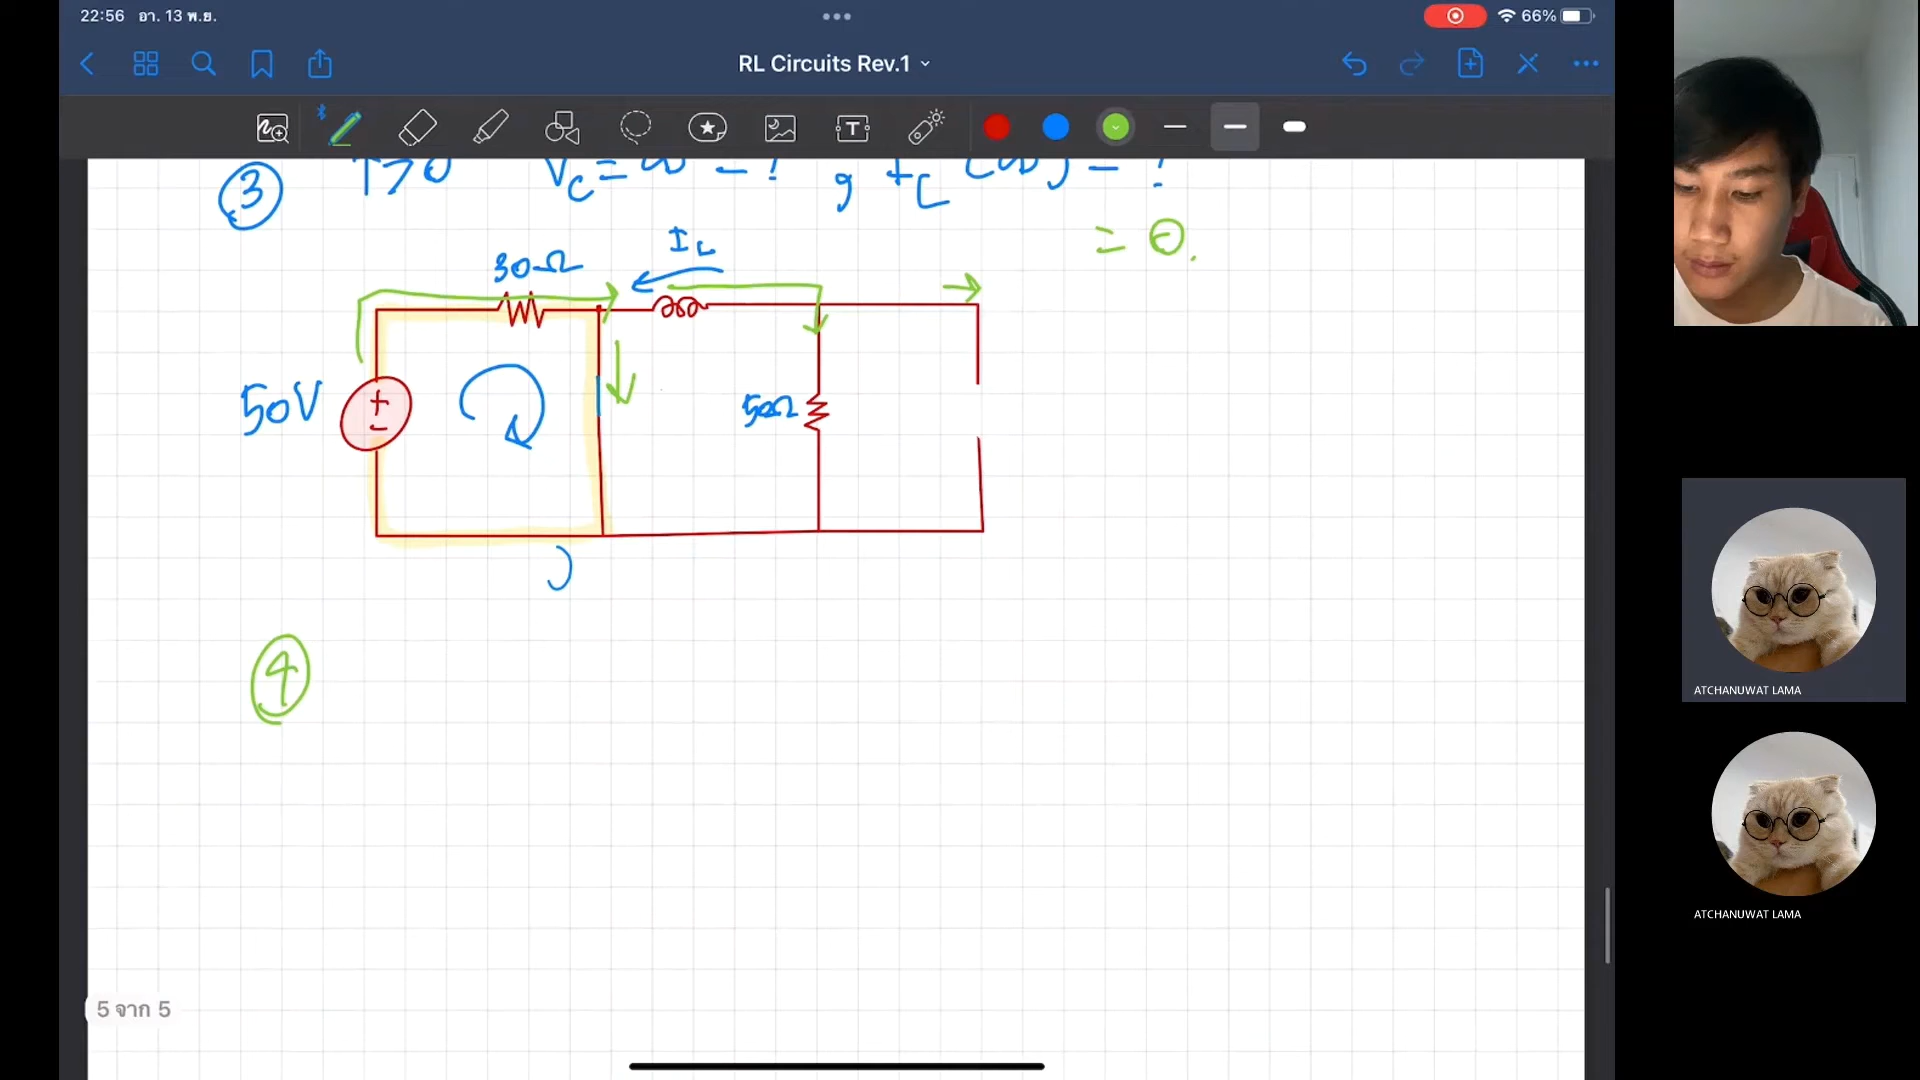 22:56 อา. 13 พ.ย.
66%
RL Circuits Rev.1
T
3 T>0
= 0.
30Ω
I_L
50V
+
-
50Ω
4
5 จาก 5
ATCHANUWAT LAMA
ATCHANUWAT LAMA